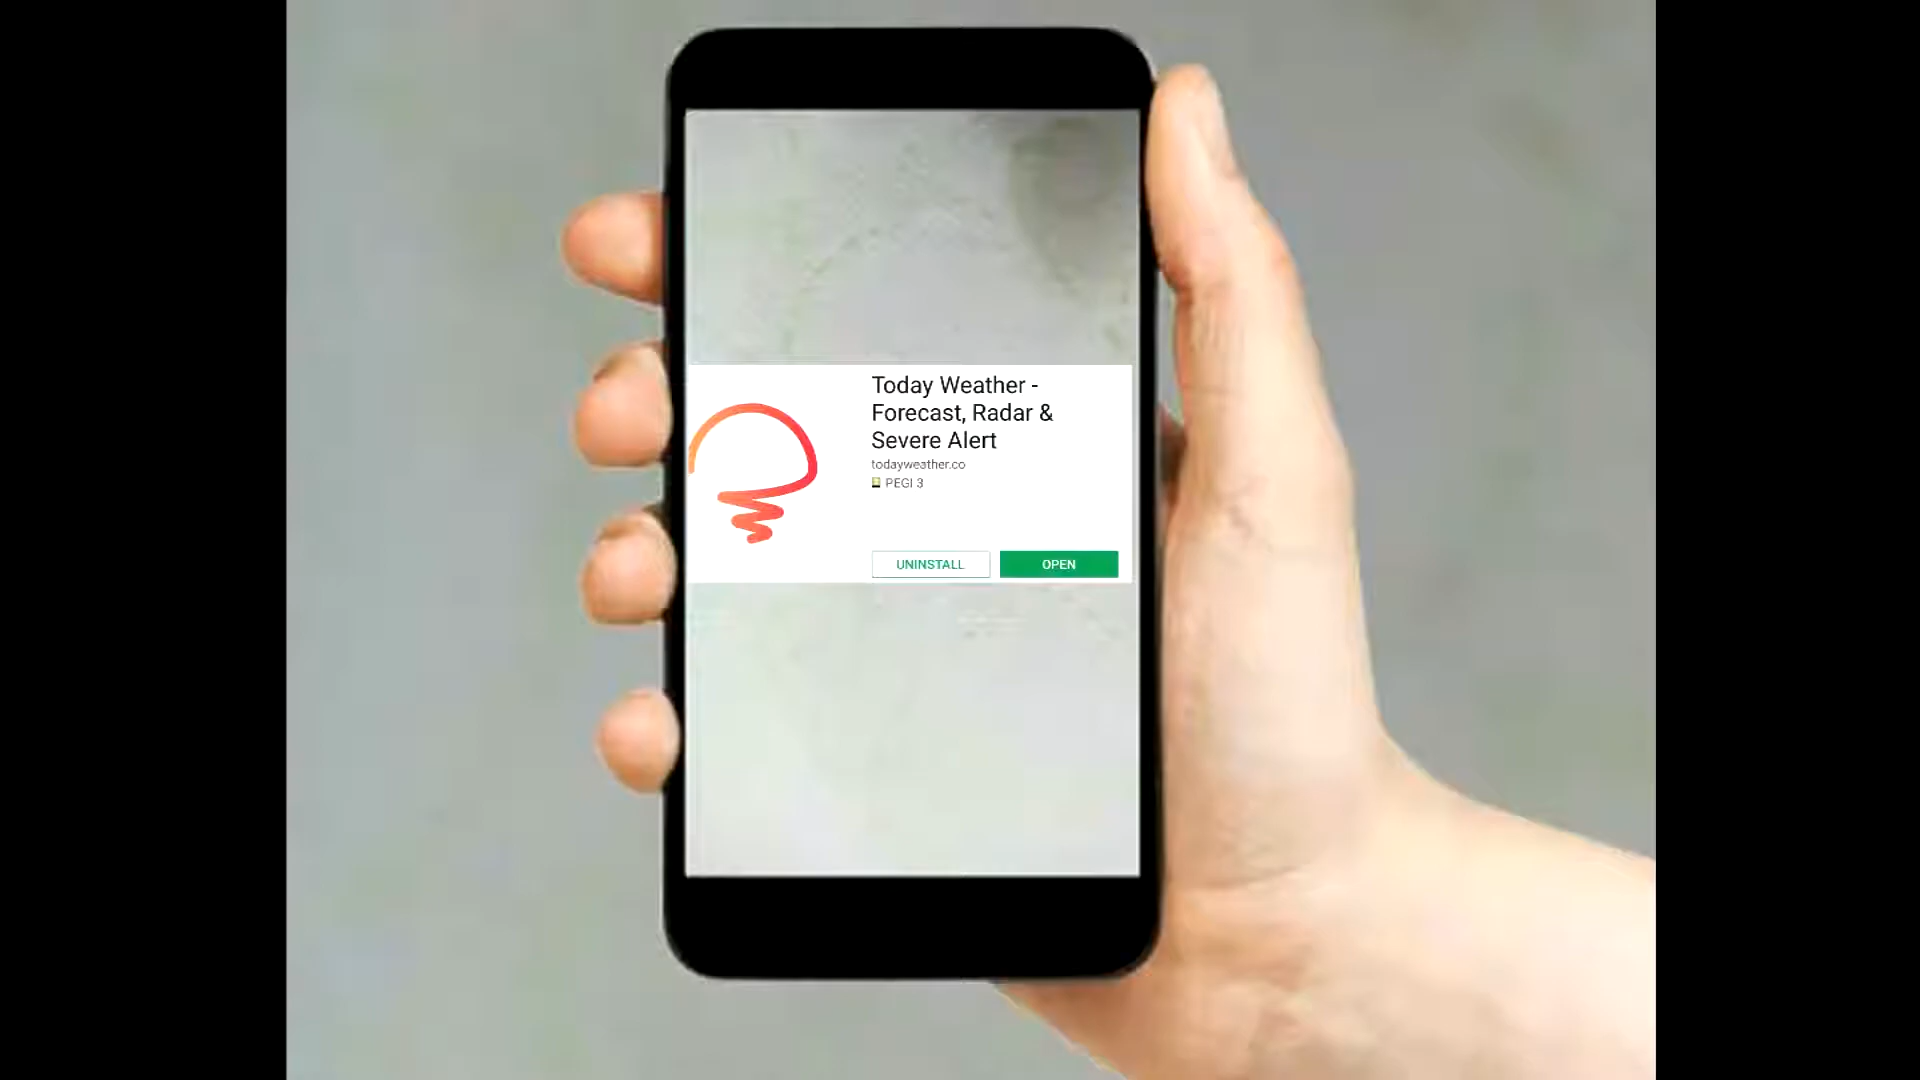 Today Weather -
Forecast, Radar &
Severe Alert
todayweather.co
PEGI 3
UNINSTALL
OPEN